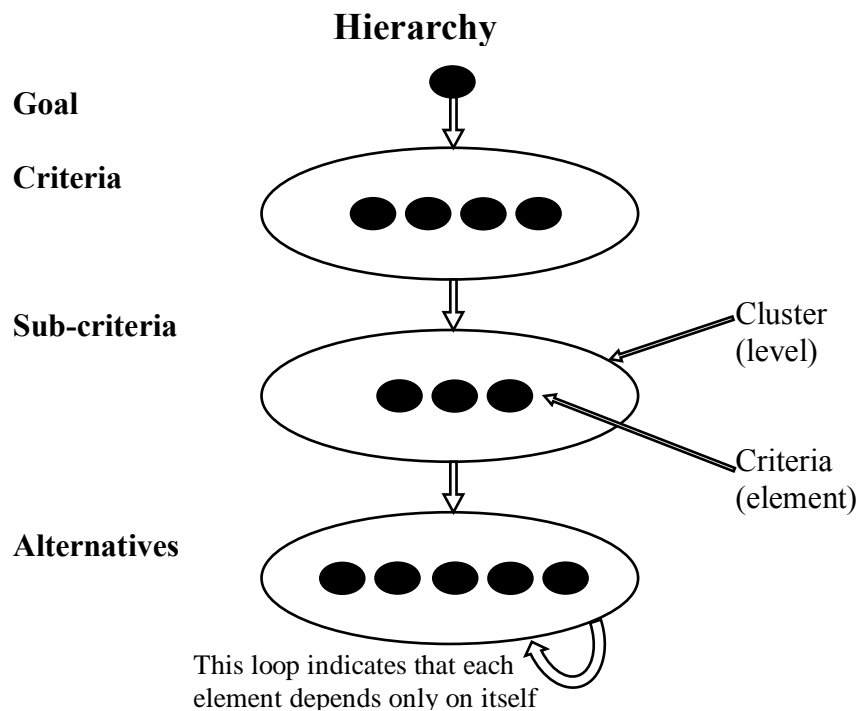 Hierarchy
Goal
Criteria
Sub-criteria
Cluster
(level)
Criteria
(element)
Alternatives
This loop indicates that each
element depends only on itself